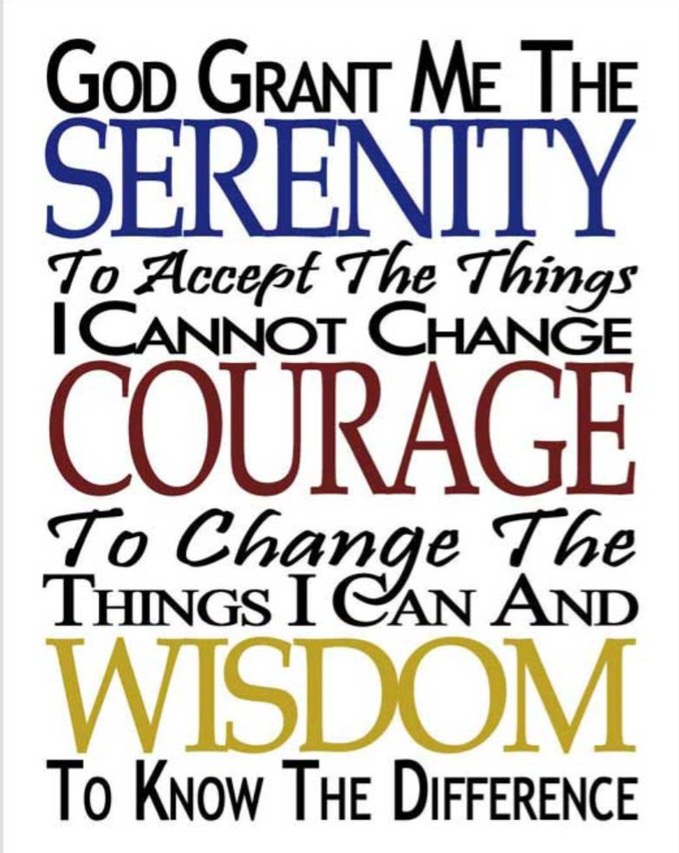 God Grant Me The
SERENITY
To Accept The Things
I Cannot Change
COURAGE
To Change The
Things I Can And
WISDOM
To Know The Difference